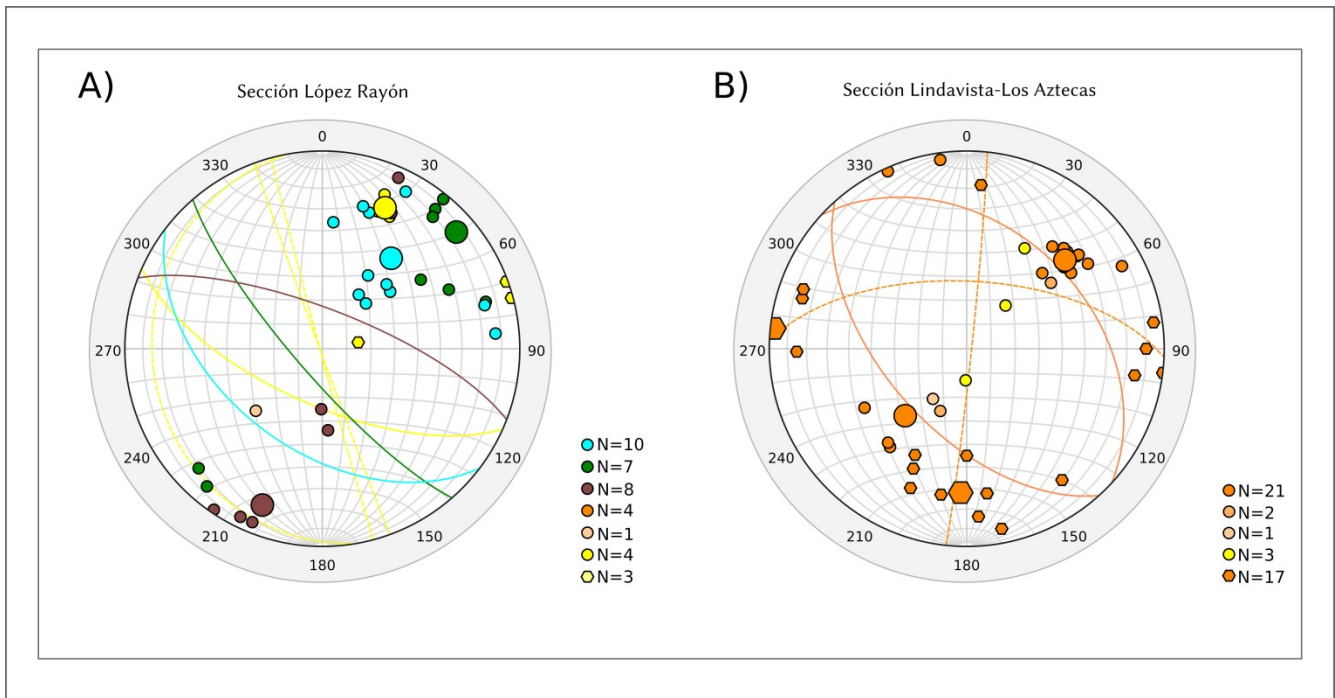 A)
Sección López Rayón
0
30
60
90
120
150
180
210
240
270
300
330
N=10
N=7
N=8
N=4
N=1
N=4
N=3
B)
Sección Lindavista-Los Aztecas
0
30
60
90
120
150
180
210
240
270
300
330
N=21
N=2
N=1
N=3
N=17